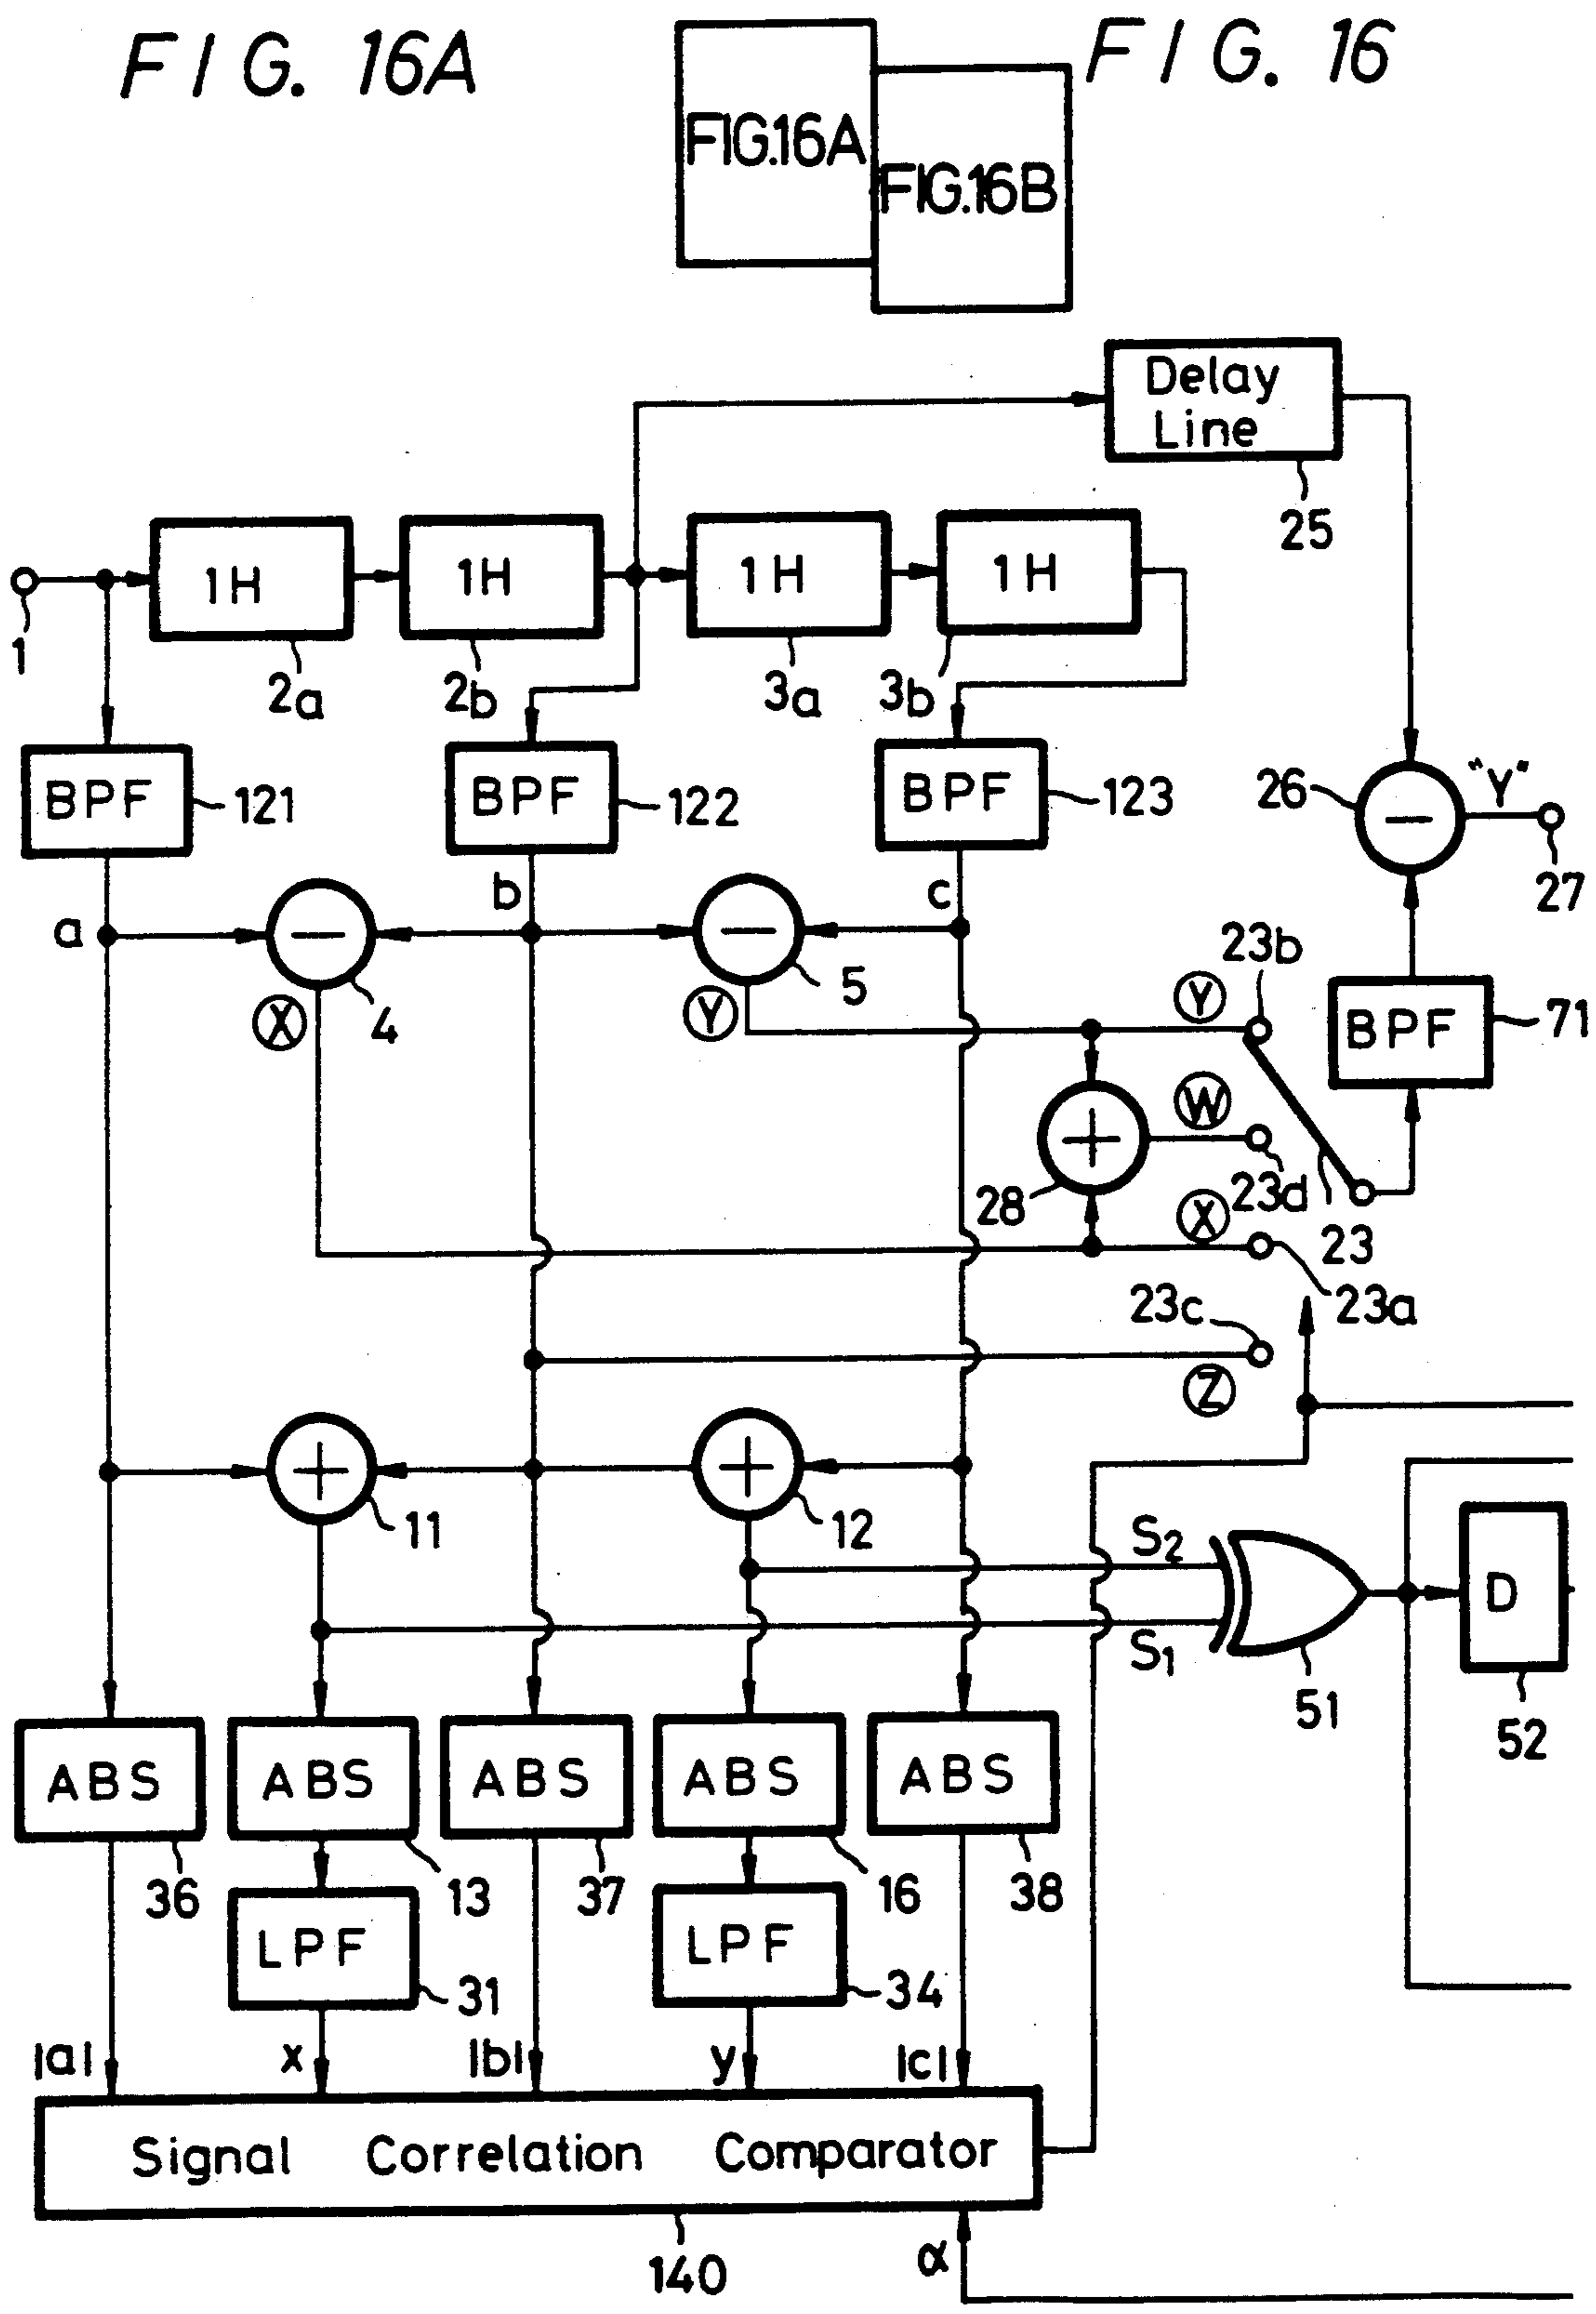 FIG. 16A
FIG. 16
FIG.16A
FIG.16B
Delay
Line
25
1H
1H
1H
1H
1
2a
2b
3a
3b
BPF
121
BPF
122
BPF
123
26
−
"Y"
27
a
−
b
−
c
23b
X
4
Y
5
Y
BPF
71
W
+
28
23d
X
23
23c
23a
Z
+
11
+
12
S2
D
S1
51
52
ABS
ABS
ABS
ABS
ABS
36
13
37
16
38
LPF
31
LPF
34
|a|
x
|b|
y
|c|
Signal Correlation Comparator
140
α